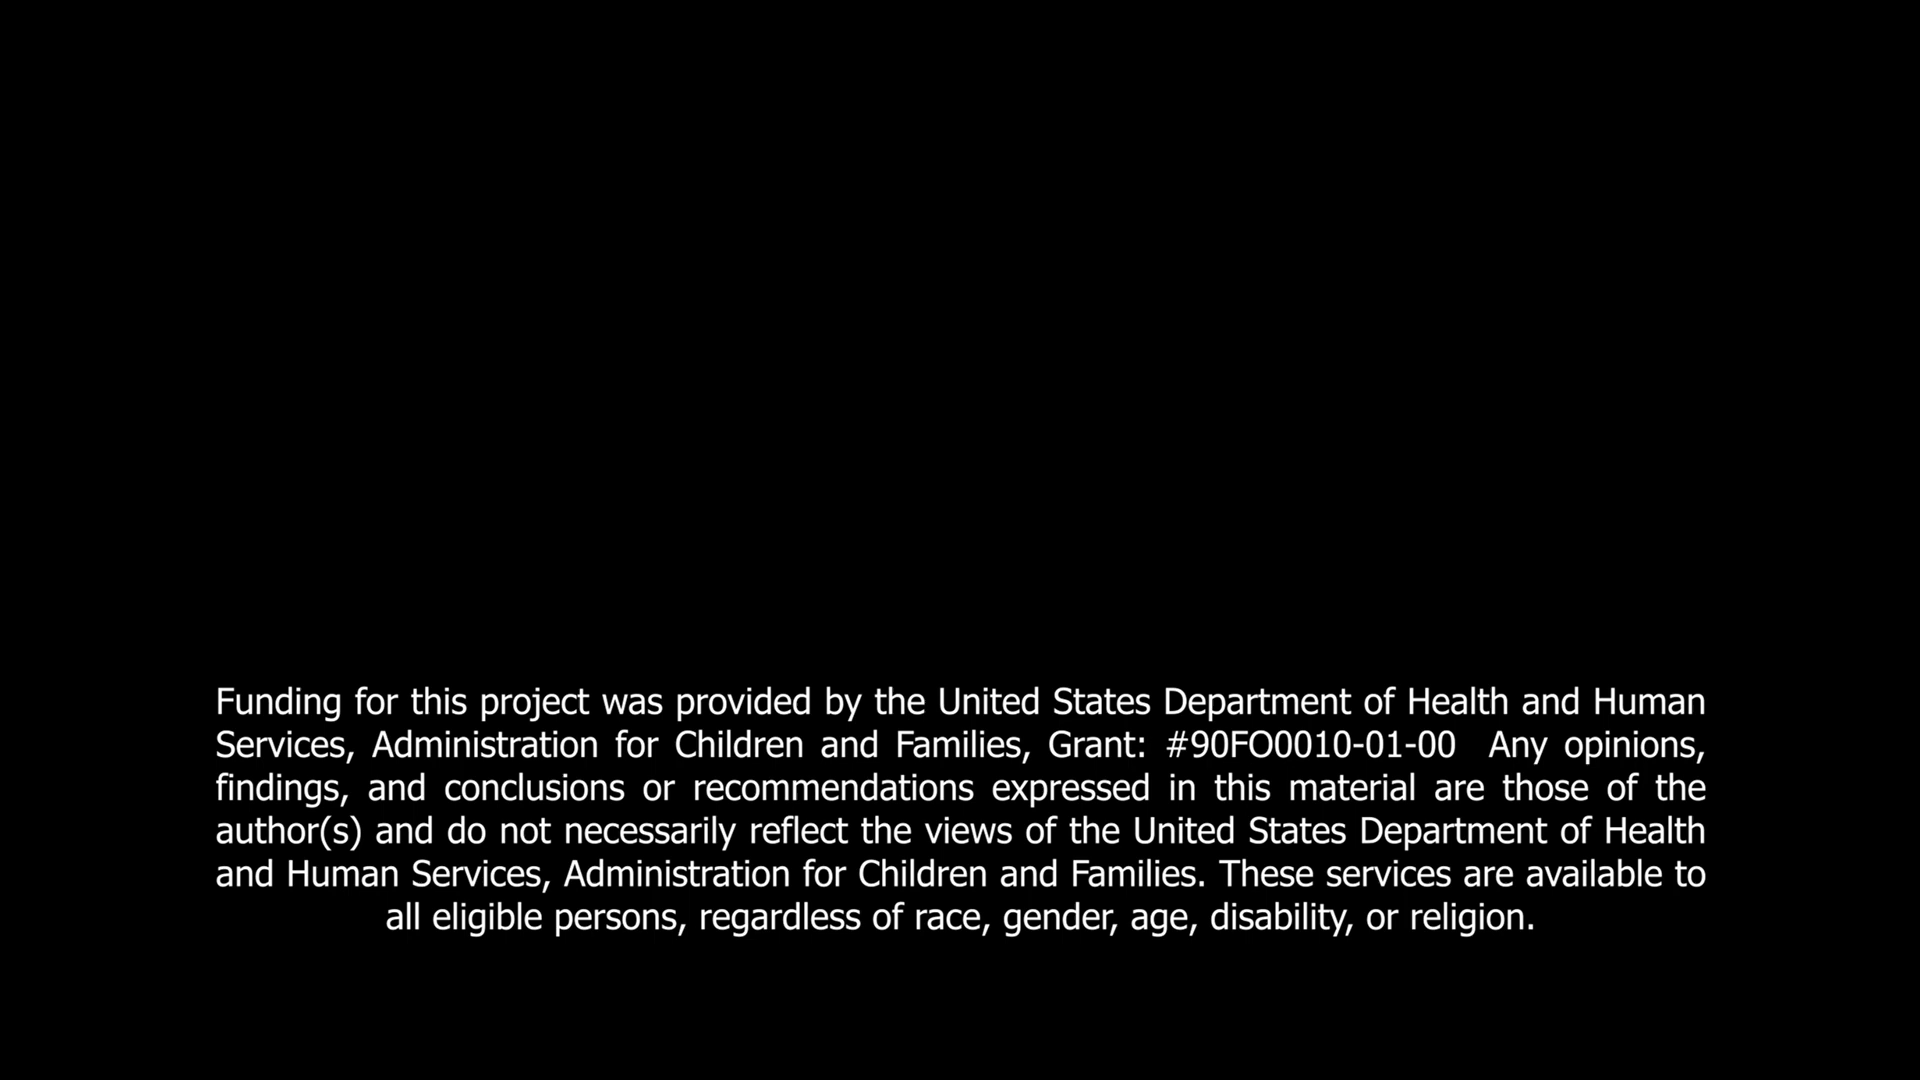 Funding for this project was provided by the United States Department of Health and Human
Services, Administration for Children and Families, Grant: #90FO0010-01-00  Any opinions,
findings, and conclusions or recommendations expressed in this material are those of the
author(s) and do not necessarily reflect the views of the United States Department of Health
and Human Services, Administration for Children and Families. These services are available to
all eligible persons, regardless of race, gender, age, disability, or religion.